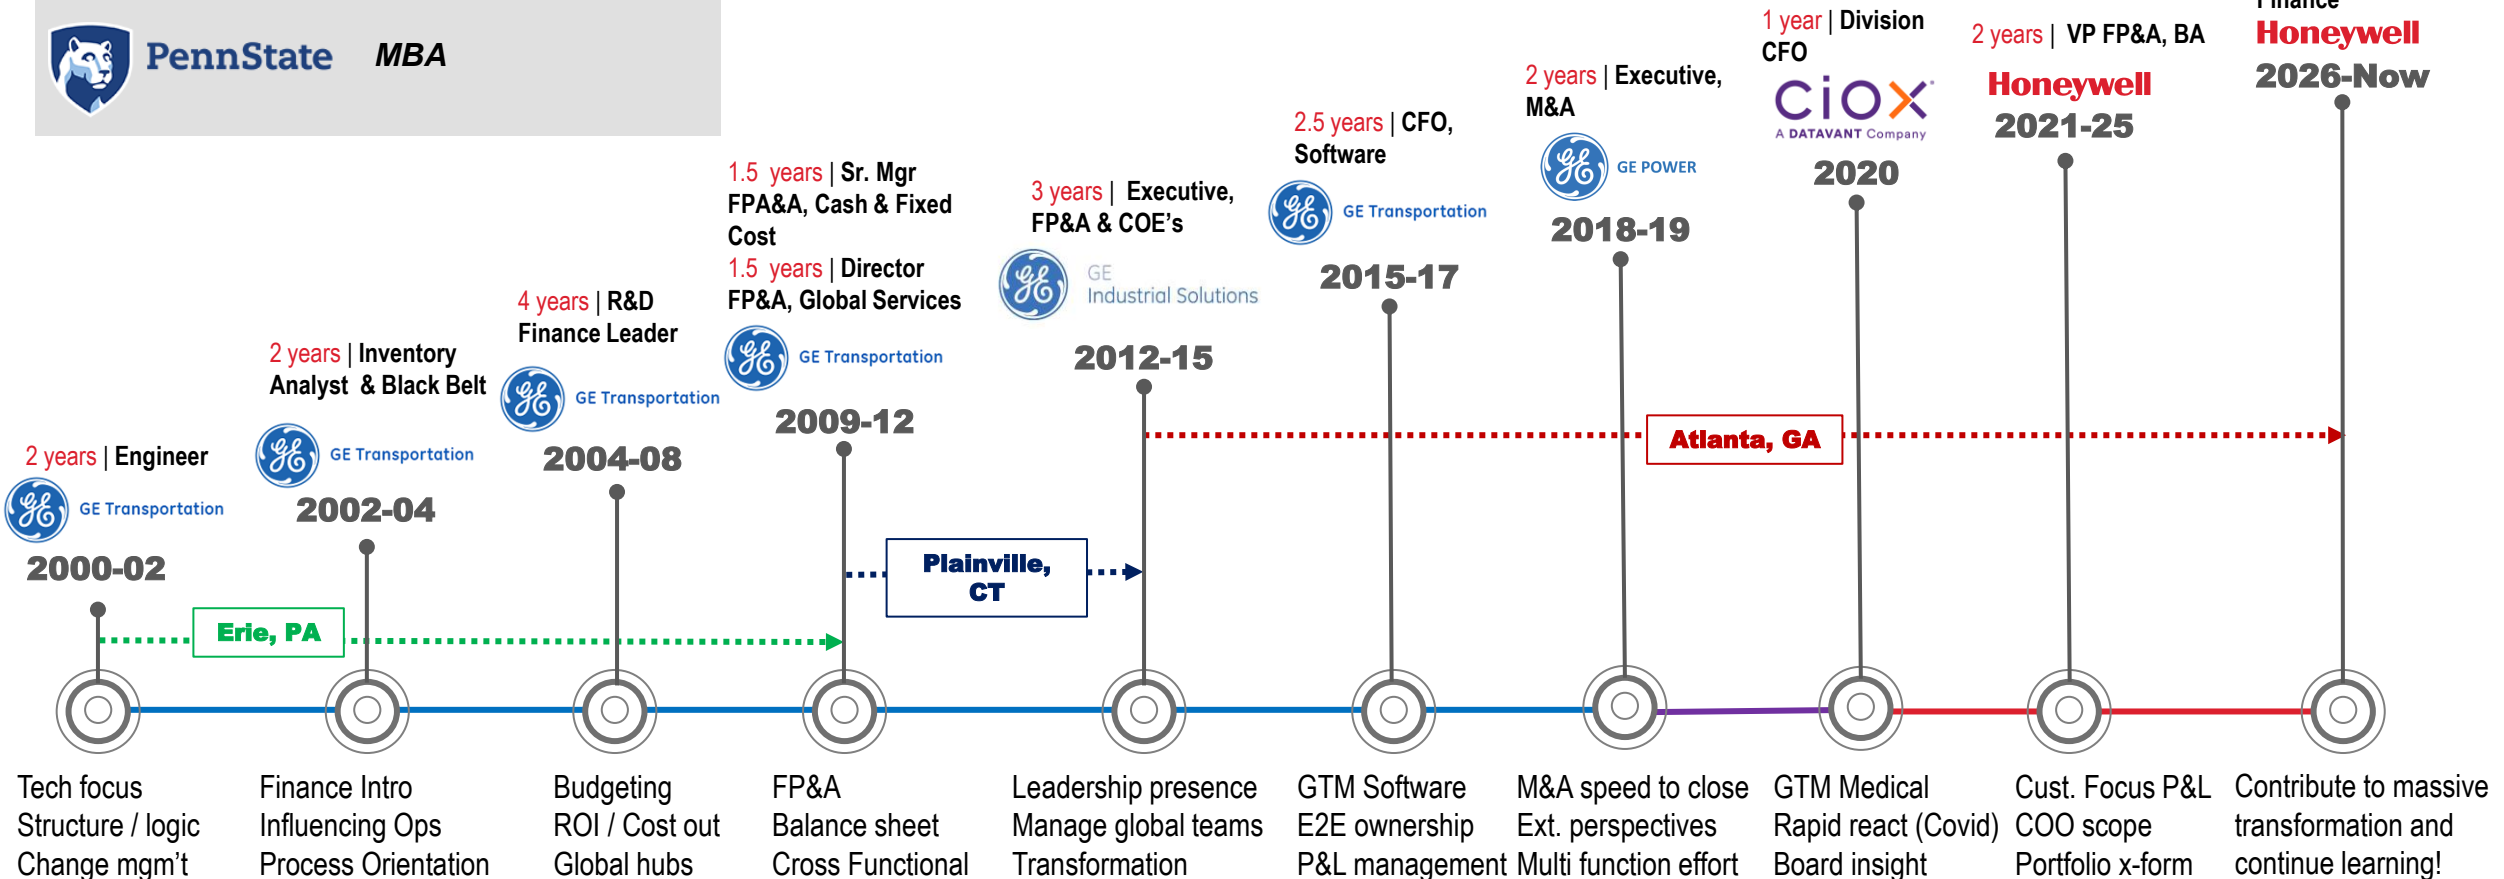 PennState MBA
2 years | Engineer
GE Transportation
2000-02
2 years | Inventory
Analyst & Black Belt
GE Transportation
2002-04
4 years | R&D
Finance Leader
GE Transportation
2004-08
1.5 years | Sr. Mgr
FPA&A, Cash & Fixed
Cost
1.5 years | Director
FP&A, Global Services
GE Transportation
2009-12
3 years | Executive,
FP&A & COE’s
GE
Industrial Solutions
2012-15
2.5 years | CFO,
Software
GE Transportation
2015-17
2 years | Executive,
M&A
GE POWER
2018-19
1 year | Division
CFO
ciox
A DATAVANT Company
2020
2 years | VP FP&A, BA
Honeywell
2021-25
Finance
Honeywell
2026-Now
Erie, PA
Plainville,
CT
Atlanta, GA
Tech focus
Structure / logic
Change mgm’t
Finance Intro
Influencing Ops
Process Orientation
Budgeting
ROI / Cost out
Global hubs
FP&A
Balance sheet
Cross Functional
Leadership presence
Manage global teams
Transformation
GTM Software
E2E ownership
P&L management
M&A speed to close
Ext. perspectives
Multi function effort
GTM Medical
Rapid react (Covid)
Board insight
Cust. Focus P&L
COO scope
Portfolio x-form
Contribute to massive
transformation and
continue learning!